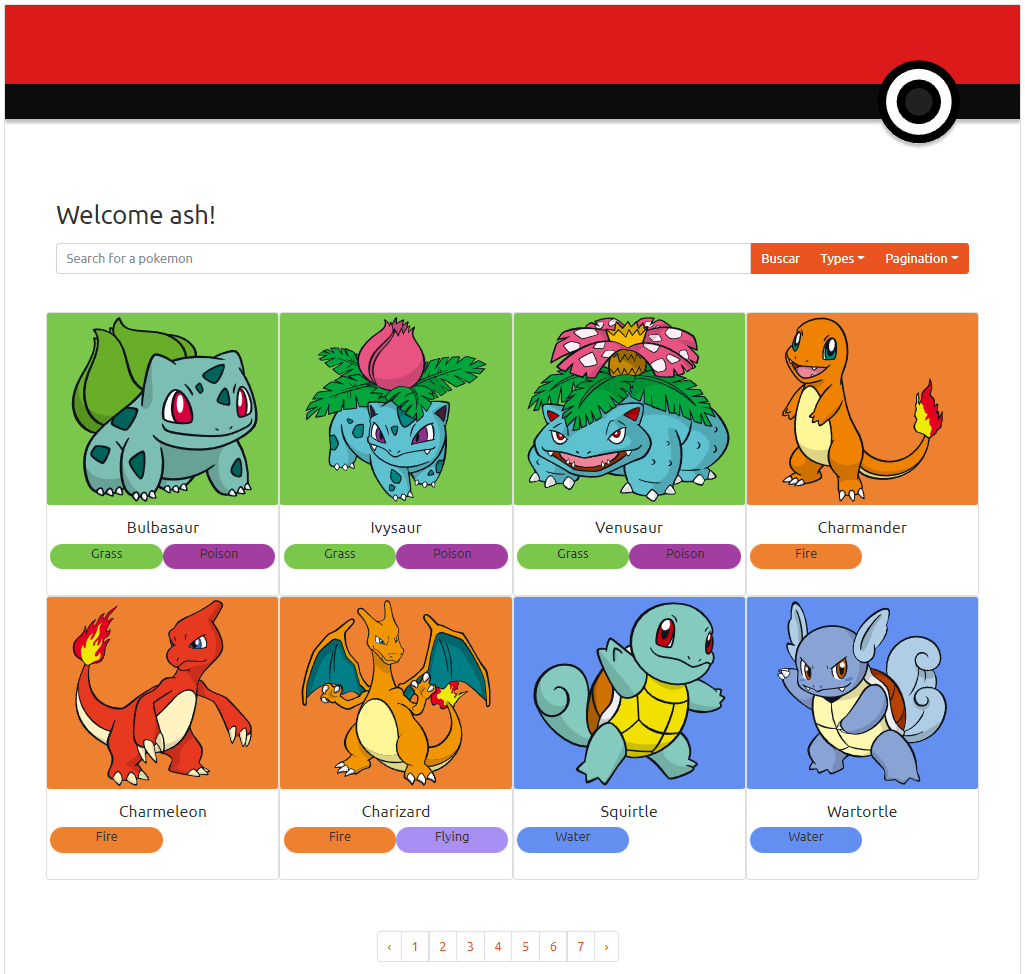 Welcome ash!
Search for a pokemon Buscar Types Pagination
Bulbasaur Ivysaur Venusaur Charmander
Grass Poison Grass Poison Grass Poison Fire
Charmeleon Charizard Squirtle Wartortle
Fire Fire Flying Water Water
‹ 1 2 3 4 5 6 7 ›